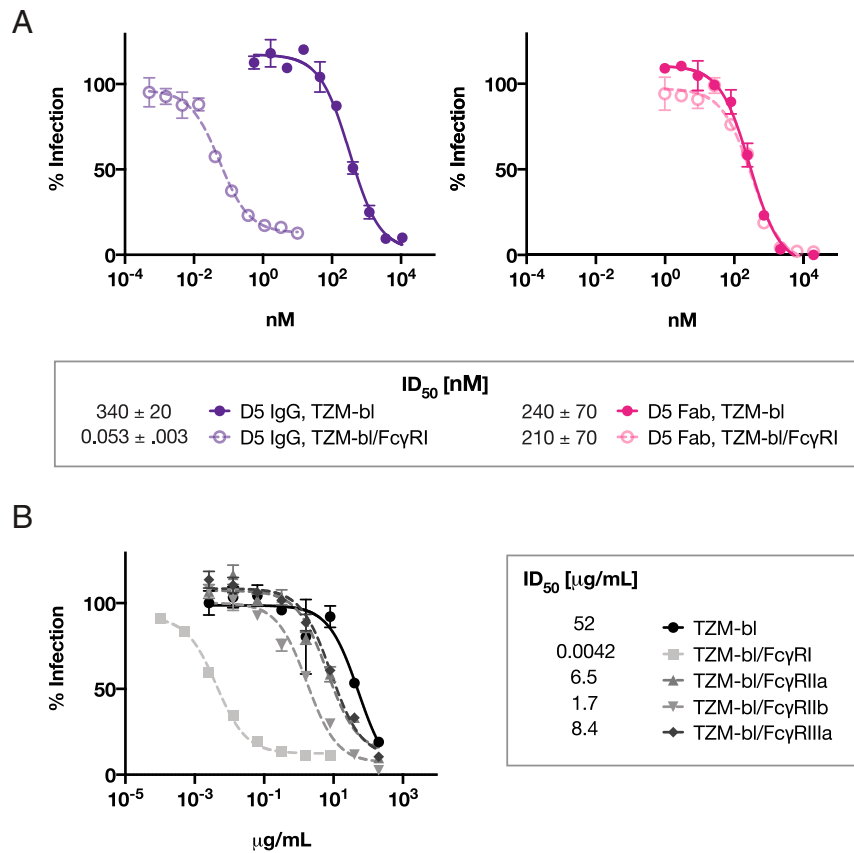 A
% Infection
100
50
0
10⁻⁴ 10⁻² 10⁰ 10² 10⁴
nM
% Infection
100
50
0
10⁻⁴ 10⁻² 10⁰ 10² 10⁴
nM
ID₅₀ [nM]
340 ± 20 D5 IgG, TZM-bl 240 ± 70 D5 Fab, TZM-bl
0.053 ± .003 D5 IgG, TZM-bl/FcγRI 210 ± 70 D5 Fab, TZM-bl/FcγRI
B
% Infection
100
50
0
10⁻⁵ 10⁻³ 10⁻¹ 10¹ 10³
μg/mL
ID₅₀ [μg/mL]
52 TZM-bl
0.0042 TZM-bl/FcγRI
6.5 TZM-bl/FcγRIIa
1.7 TZM-bl/FcγRIIb
8.4 TZM-bl/FcγRIIIa